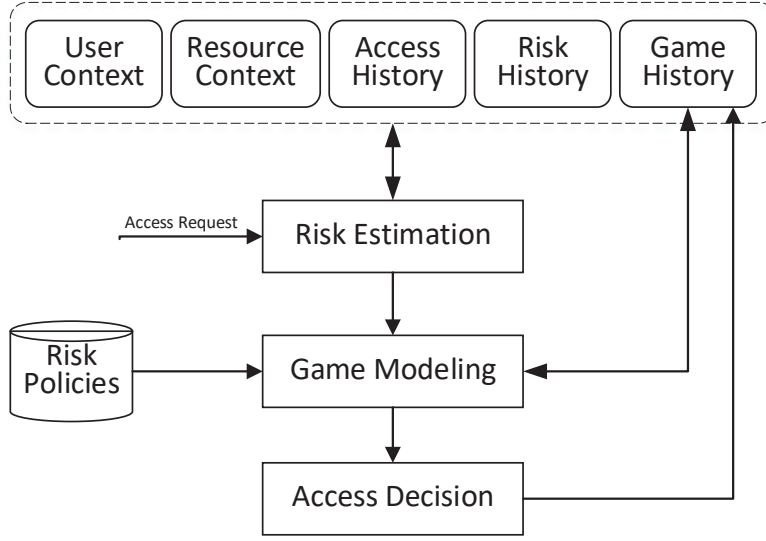 User
Context
Resource
Context
Access
History
Risk
History
Game
History
Access Request
Risk Estimation
Risk
Policies
Game Modeling
Access Decision